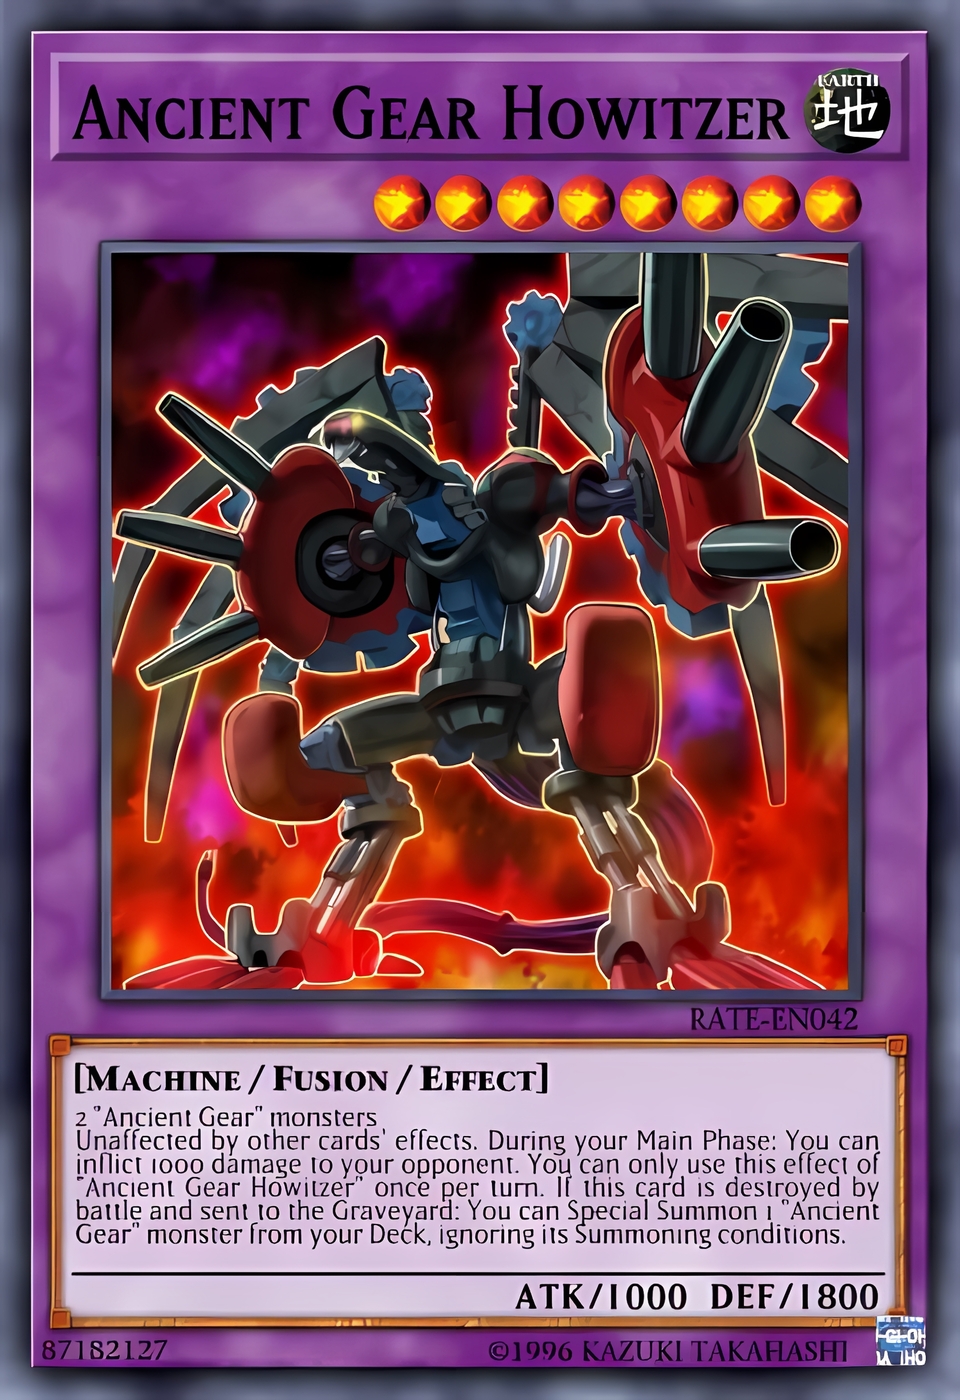 Ancient Gear Howitzer
EARTH
地
RATE-EN042
[Machine / Fusion / Effect]
2 "Ancient Gear" monsters
Unaffected by other cards' effects. During your Main Phase: You can
inflict 1000 damage to your opponent. You can only use this effect of
"Ancient Gear Howitzer" once per turn. If this card is destroyed by
battle and sent to the Graveyard: You can Special Summon 1 "Ancient
Gear" monster from your Deck, ignoring its Summoning conditions.
ATK/1000 DEF/1800
87182127
©1996 KAZUKI TAKAHASHI